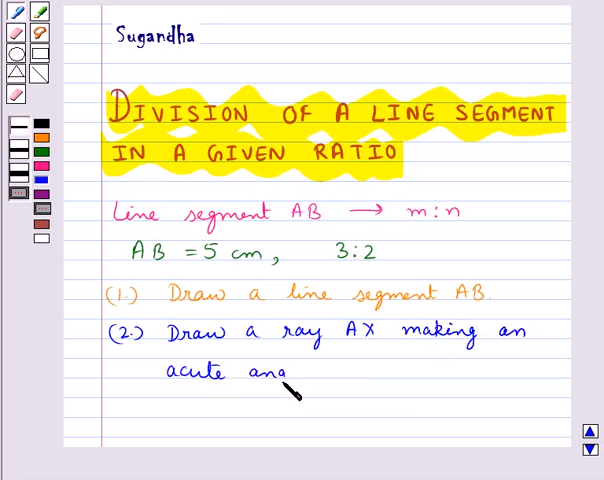 Sugandha
DIVISION OF A LINE SEGMENT
IN A GIVEN RATIO
Line segment AB → m:n
AB = 5 cm, 3:2
(1.) Draw a line segment AB.
(2.) Draw a ray AX making an
acute ang